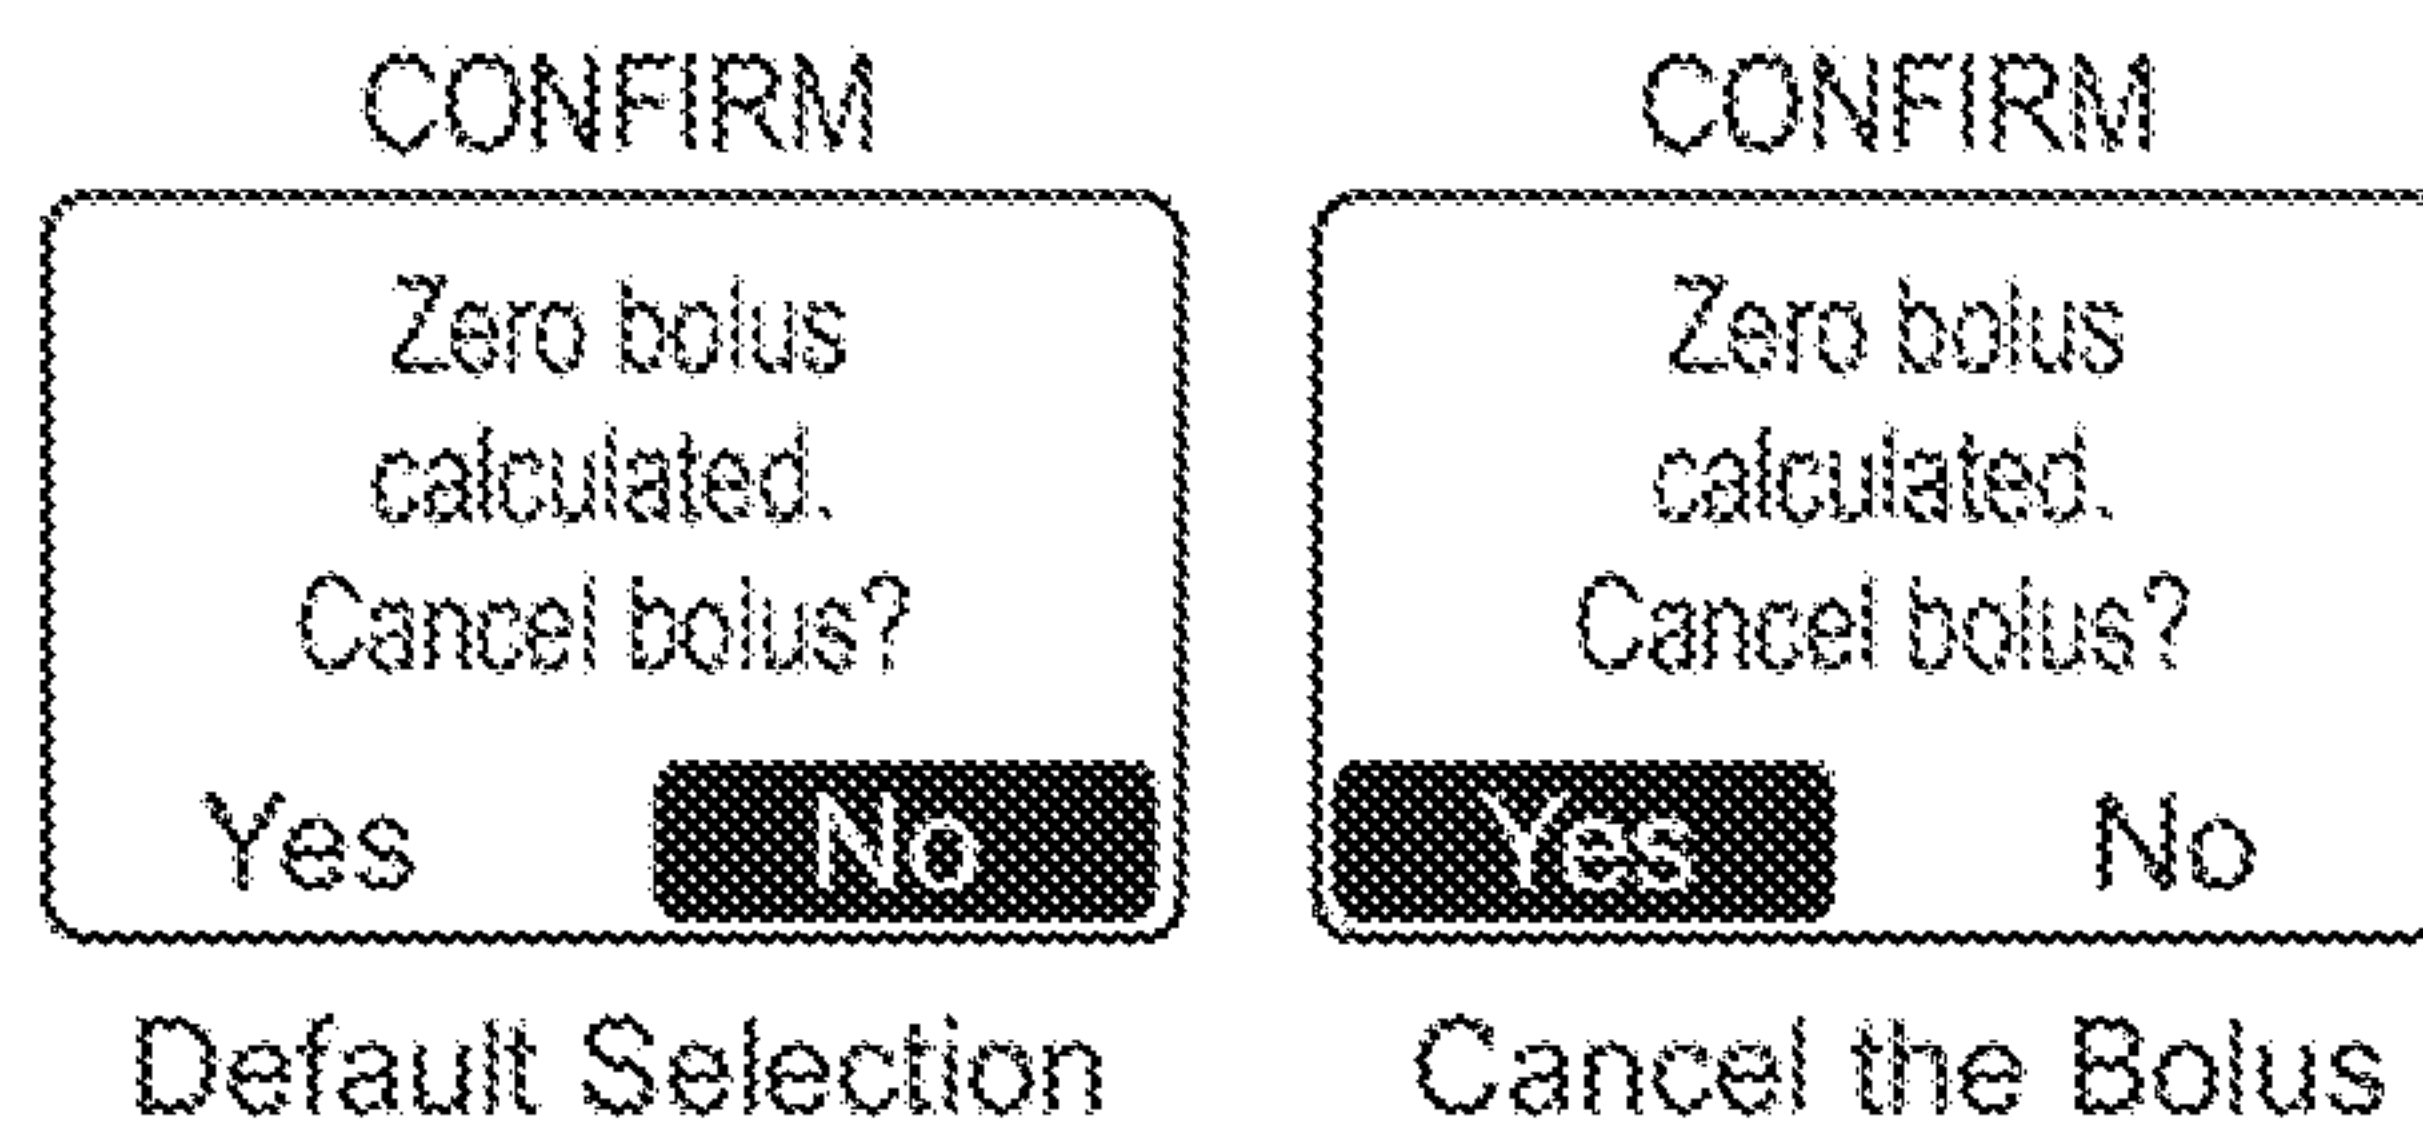 CONFIRM
Zero bolus
calculated.
Cancel bolus?
Yes No
Default Selection
CONFIRM
Zero bolus
calculated.
Cancel bolus?
Yes No
Cancel the Bolus